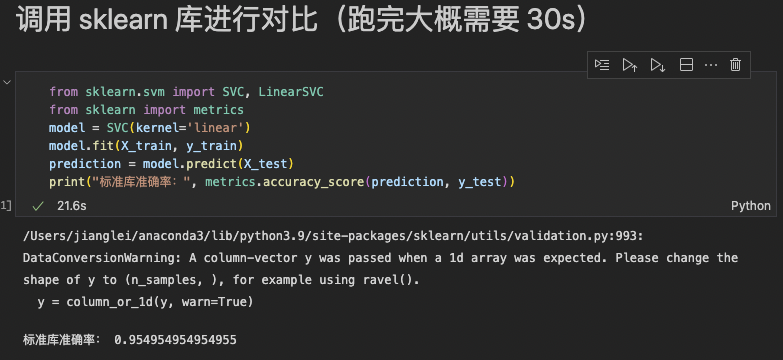 调用 sklearn 库进行对比（跑完大概需要 30s）
from sklearn.svm import SVC, LinearSVC
from sklearn import metrics
model = SVC(kernel='linear')
model.fit(X_train, y_train)
prediction = model.predict(X_test)
print("标准库准确率：", metrics.accuracy_score(prediction, y_test))
1]
21.6s
Python
/Users/jianglei/anaconda3/lib/python3.9/site-packages/sklearn/utils/validation.py:993:
DataConversionWarning: A column-vector y was passed when a 1d array was expected. Please change the
shape of y to (n_samples, ), for example using ravel().
  y = column_or_1d(y, warn=True)
标准库准确率： 0.954954954954955